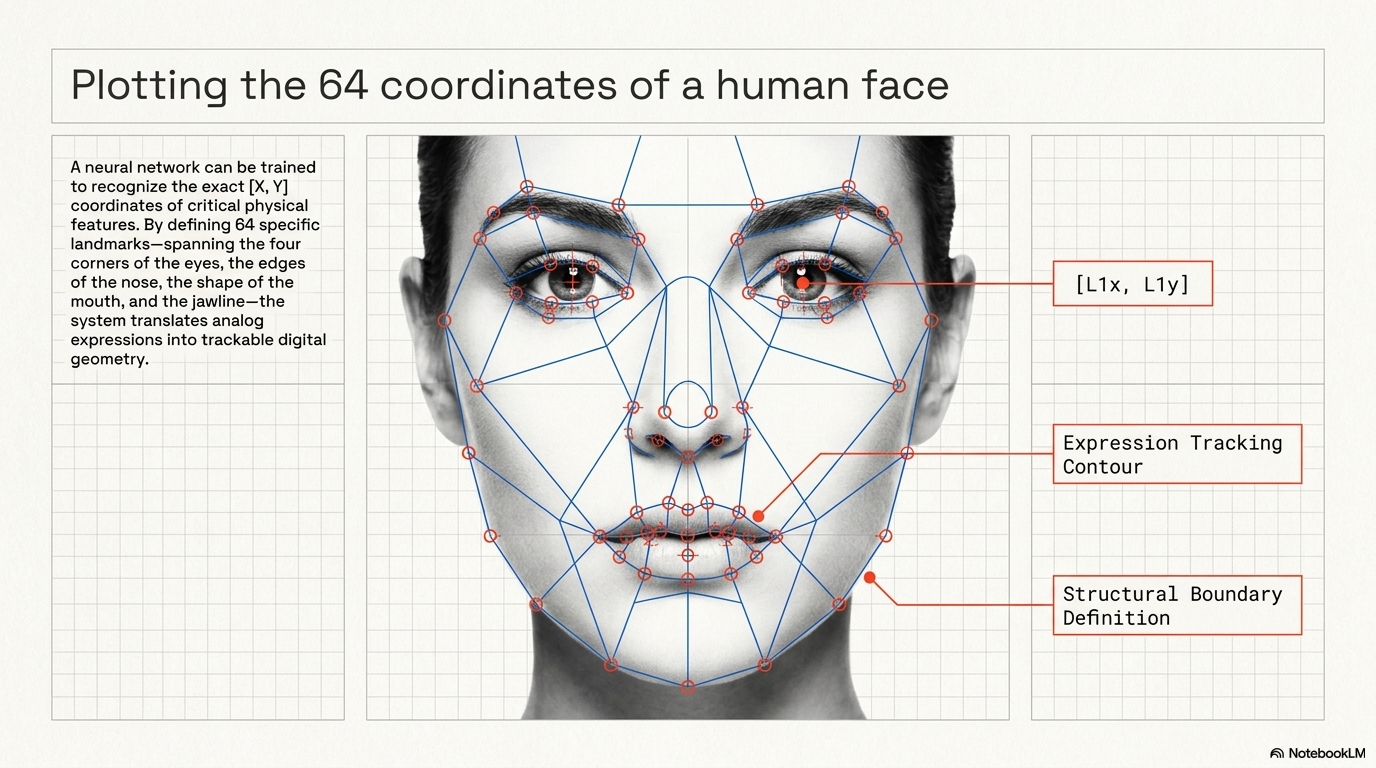 Plotting the 64 coordinates of a human face
A neural network can be trained
to recognize the exact [X, Y]
coordinates of critical physical
features. By defining 64 specific
landmarks—spanning the four
corners of the eyes, the edges
of the nose, the shape of the
mouth, and the jawline—the
system translates analog
expressions into trackable digital
geometry.
[L1x, L1y]
Expression Tracking
Contour
Structural Boundary
Definition
NotebookLM